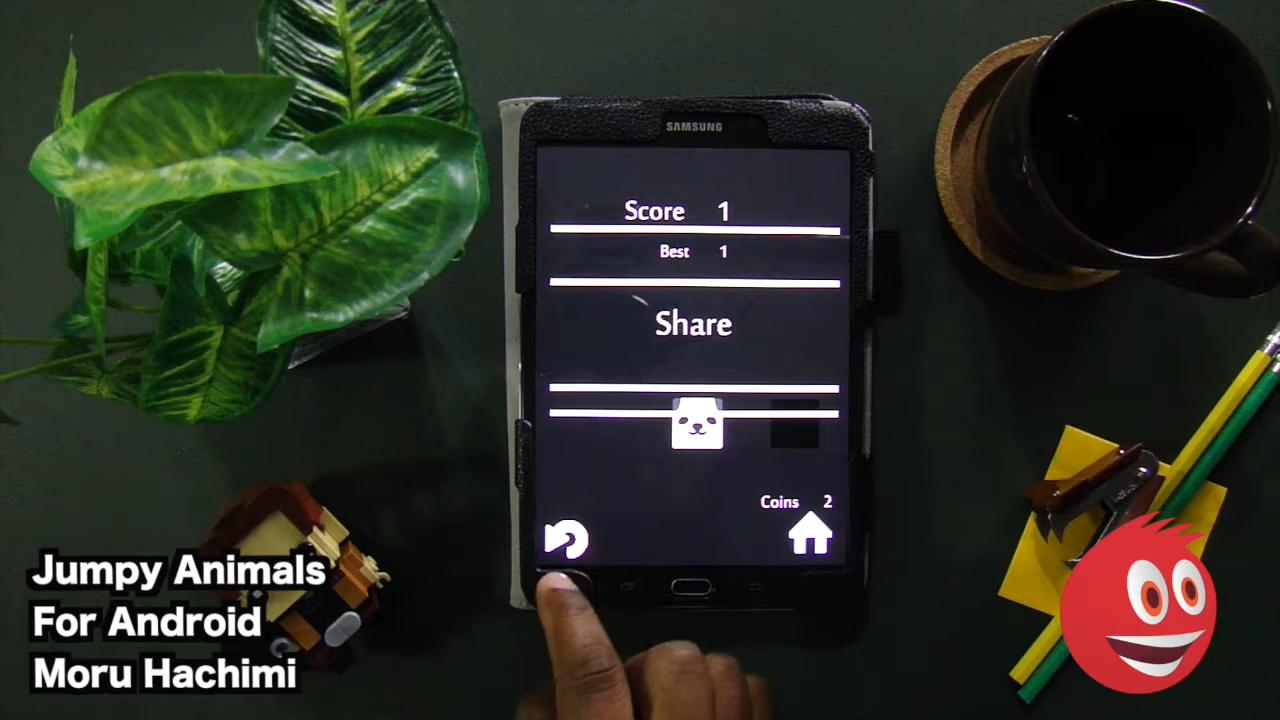 SAMSUNG
Score 1
Best 1
Share
Coins 2
Jumpy Animals
For Android
Moru Hachimi